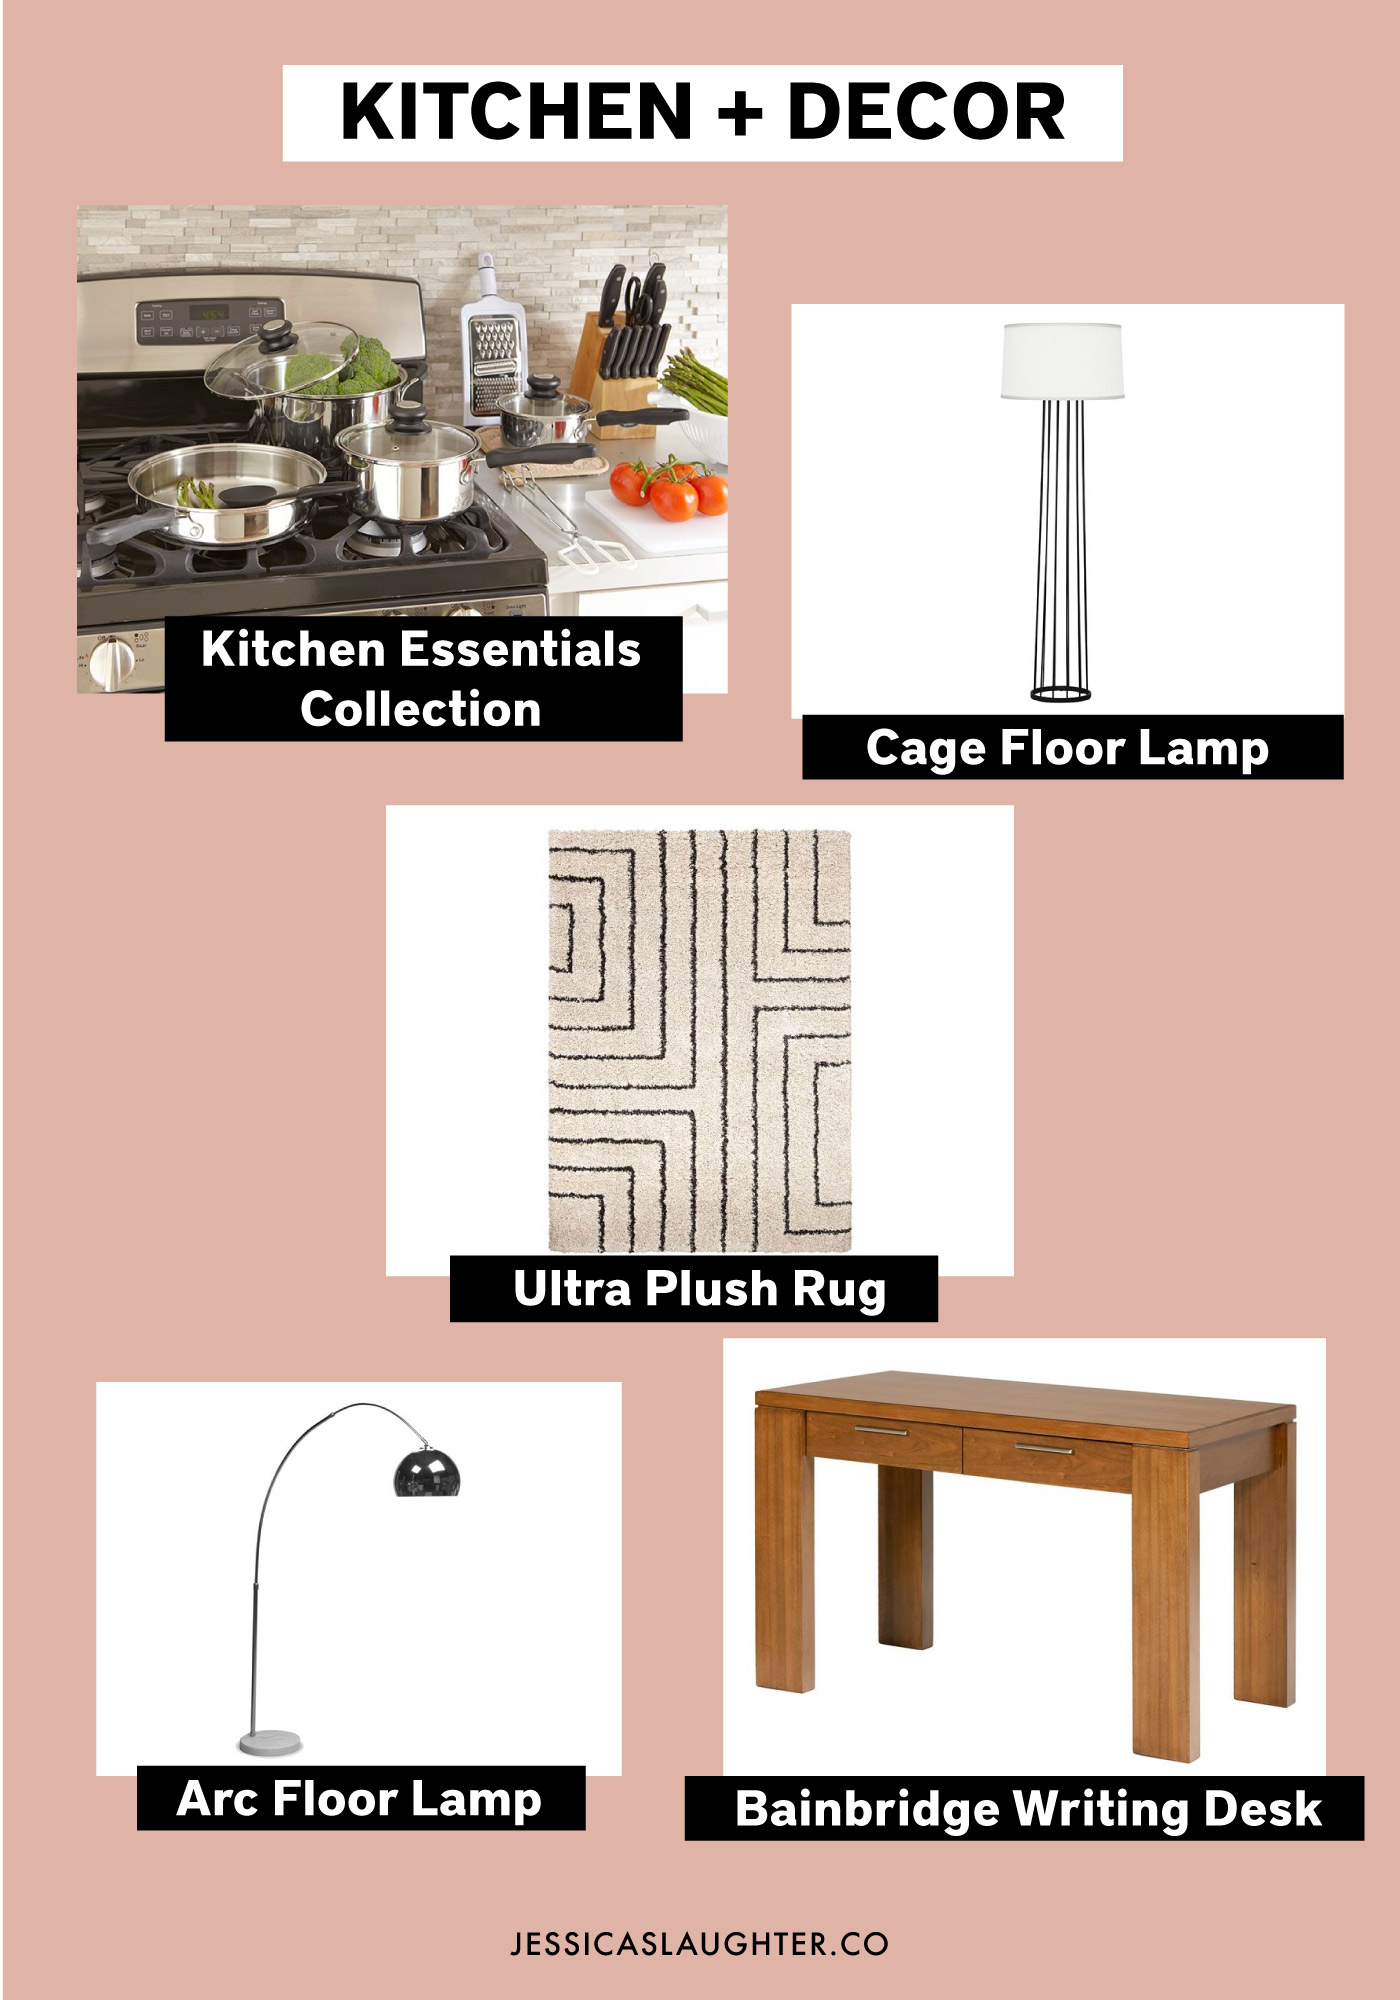 KITCHEN + DECOR
Kitchen Essentials
Collection
Cage Floor Lamp
Ultra Plush Rug
Arc Floor Lamp
Bainbridge Writing Desk
JESSICASLAUGHTER.CO